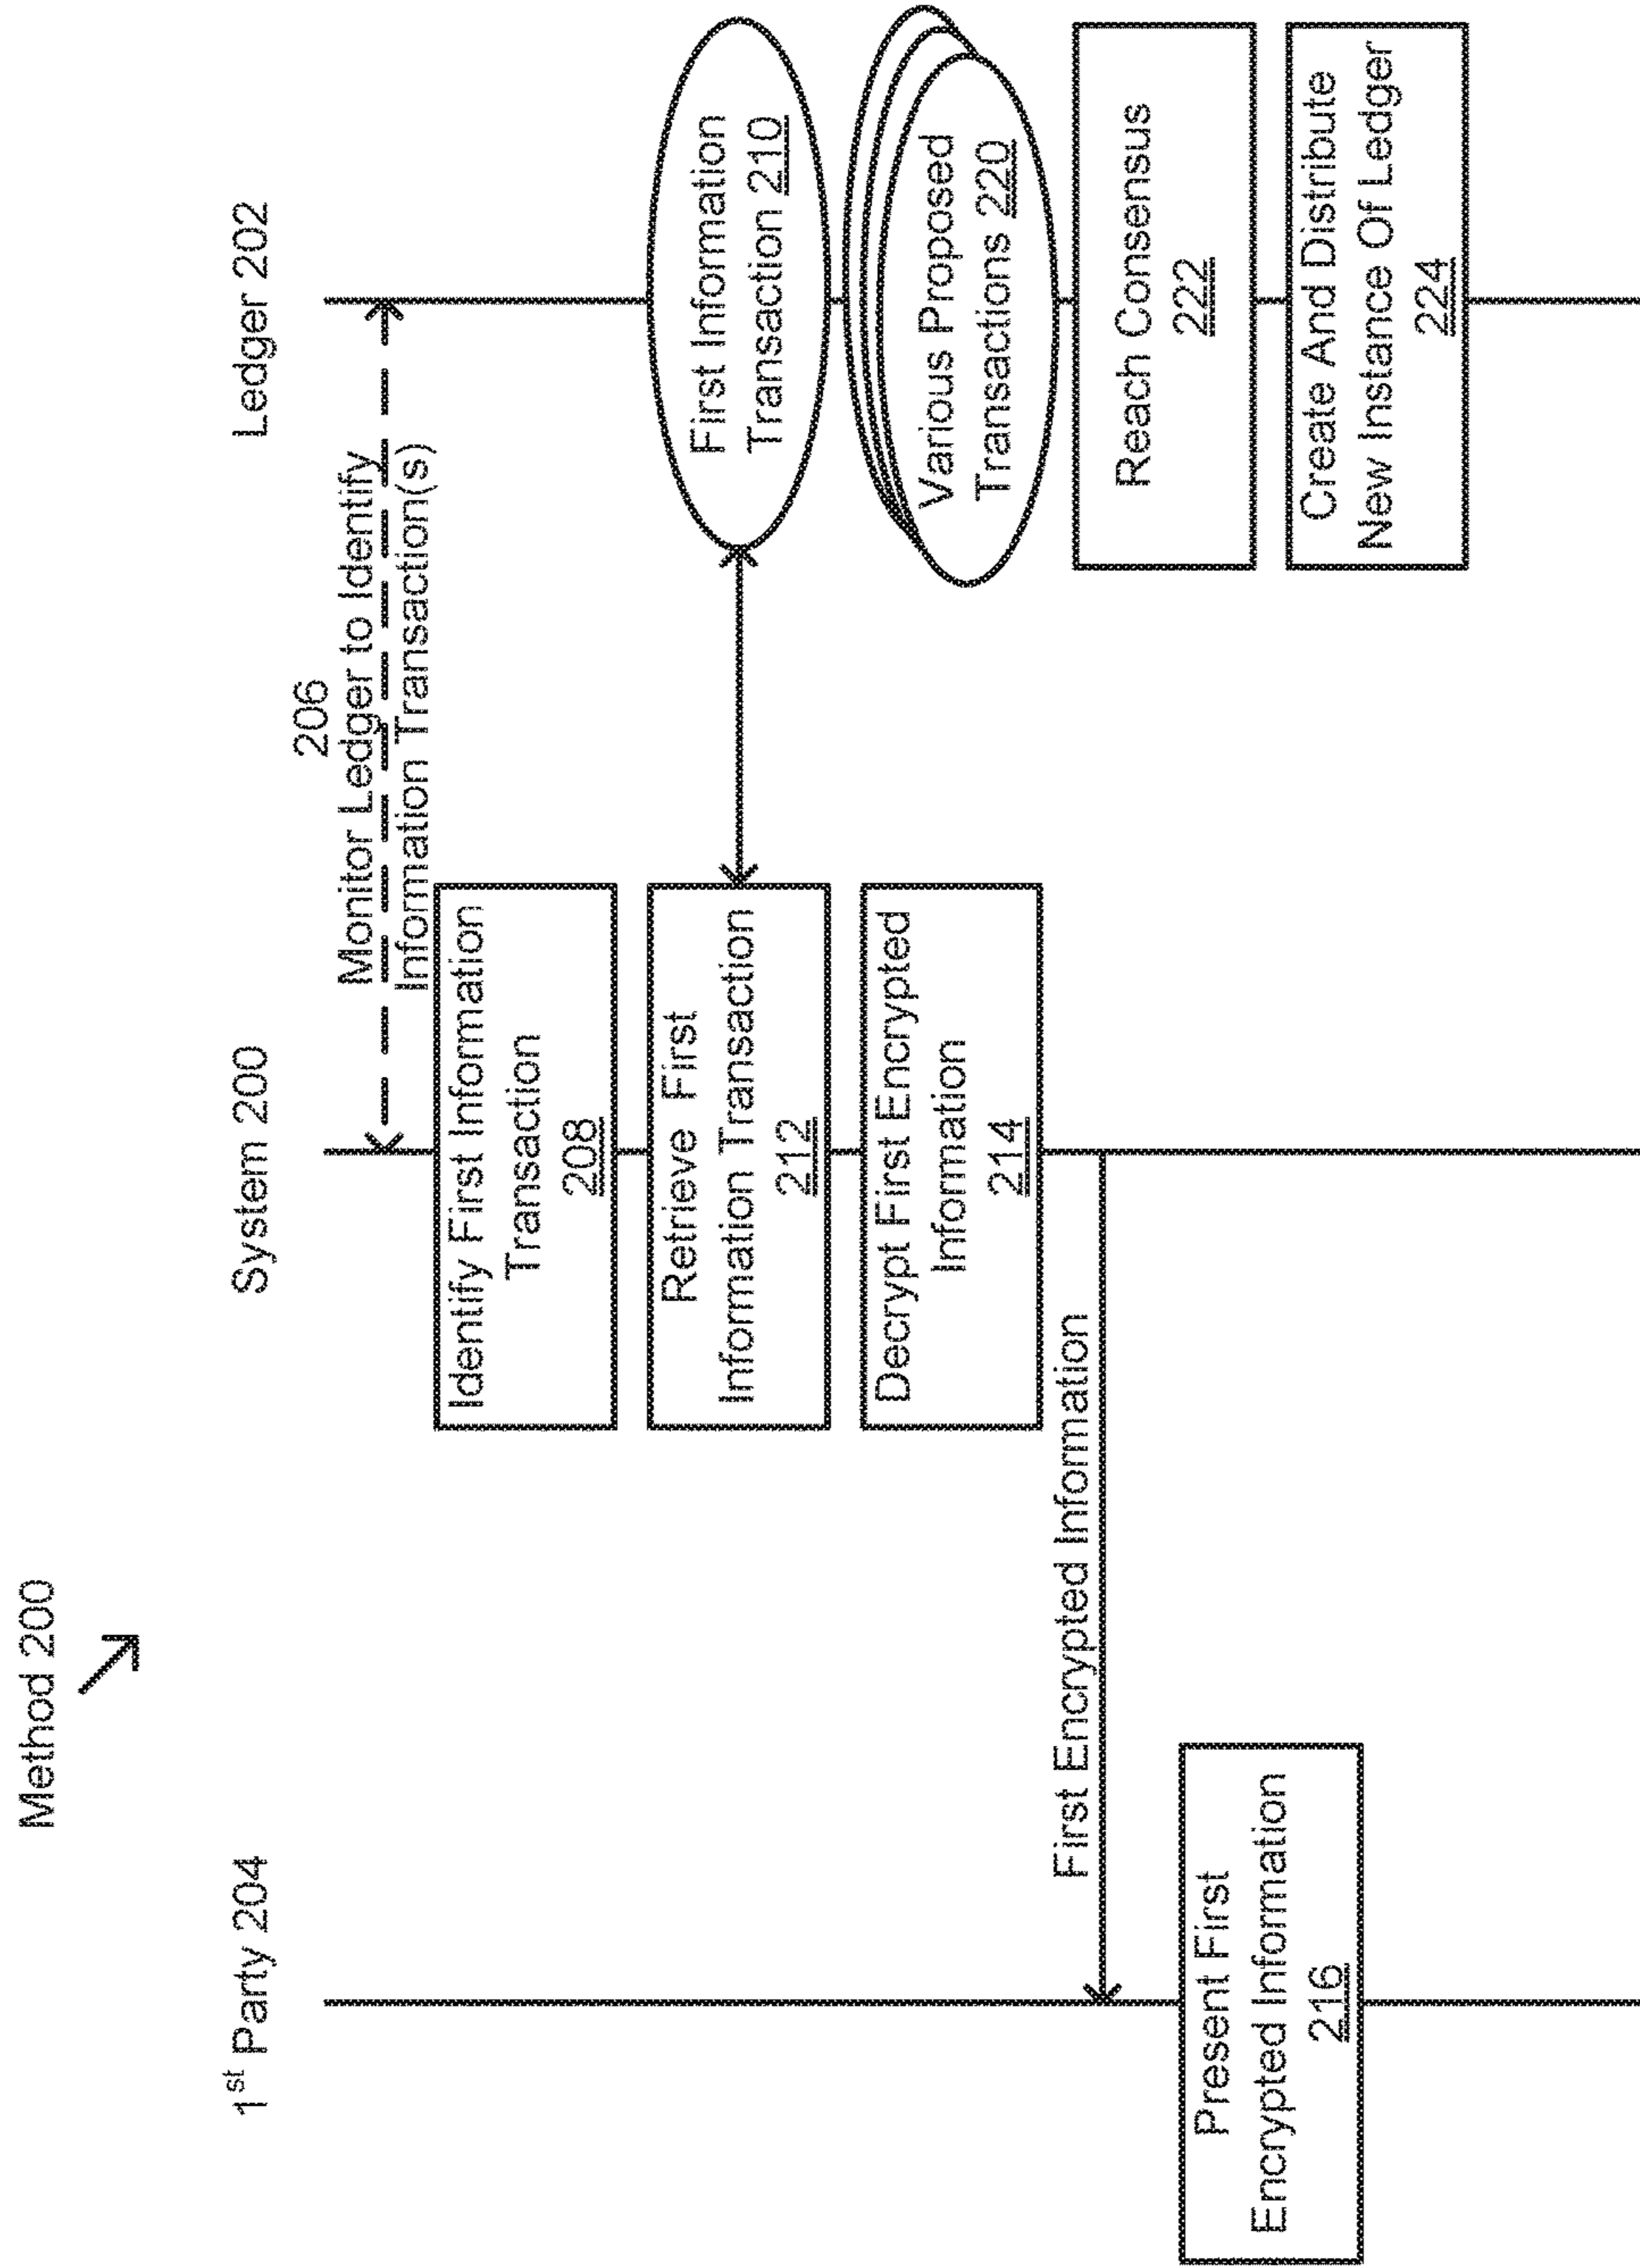 Method 200
1st Party 204
System 200
Ledger 202
206
Monitor Ledger to Identify
Information Transaction(s)
Identify First Information
Transaction
208
Retrieve First
Information Transaction
212
First Information
Transaction 210
Decrypt First Encrypted
Information
214
Various Proposed
Transactions 220
First Encrypted Information
Reach Consensus
222
Present First
Encrypted Information
216
Create And Distribute
New Instance Of Ledger
224